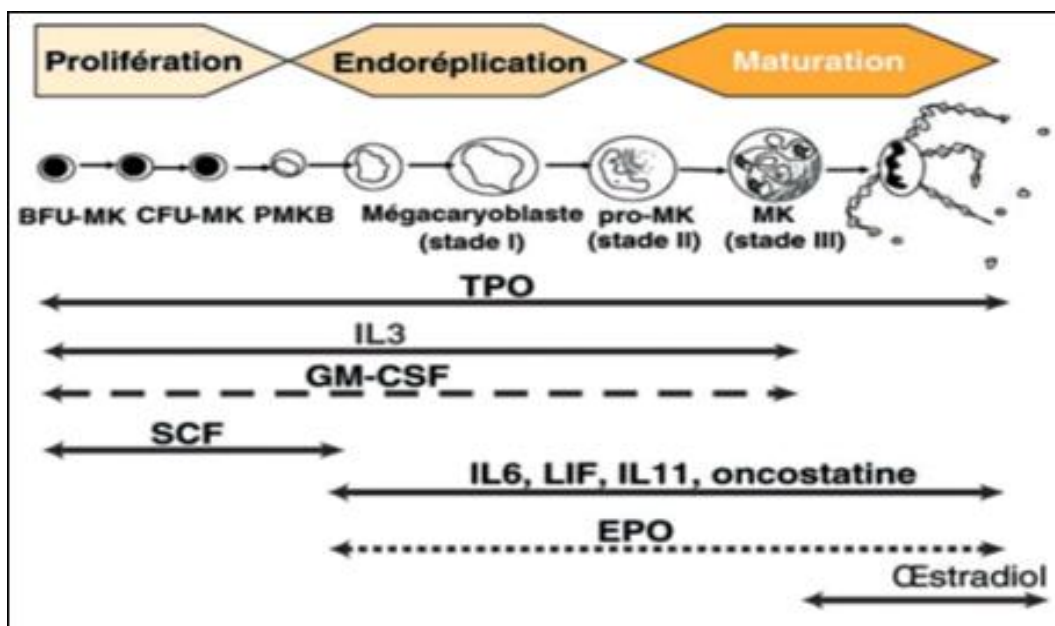 Prolifération Endoréplication Maturation
BFU-MK CFU-MK PMKB Mégacaryoblaste pro-MK MK
(stade I) (stade II) (stade III)
TPO
IL3
GM-CSF
SCF
IL6, LIF, IL11, oncostatine
EPO
Œstradiol